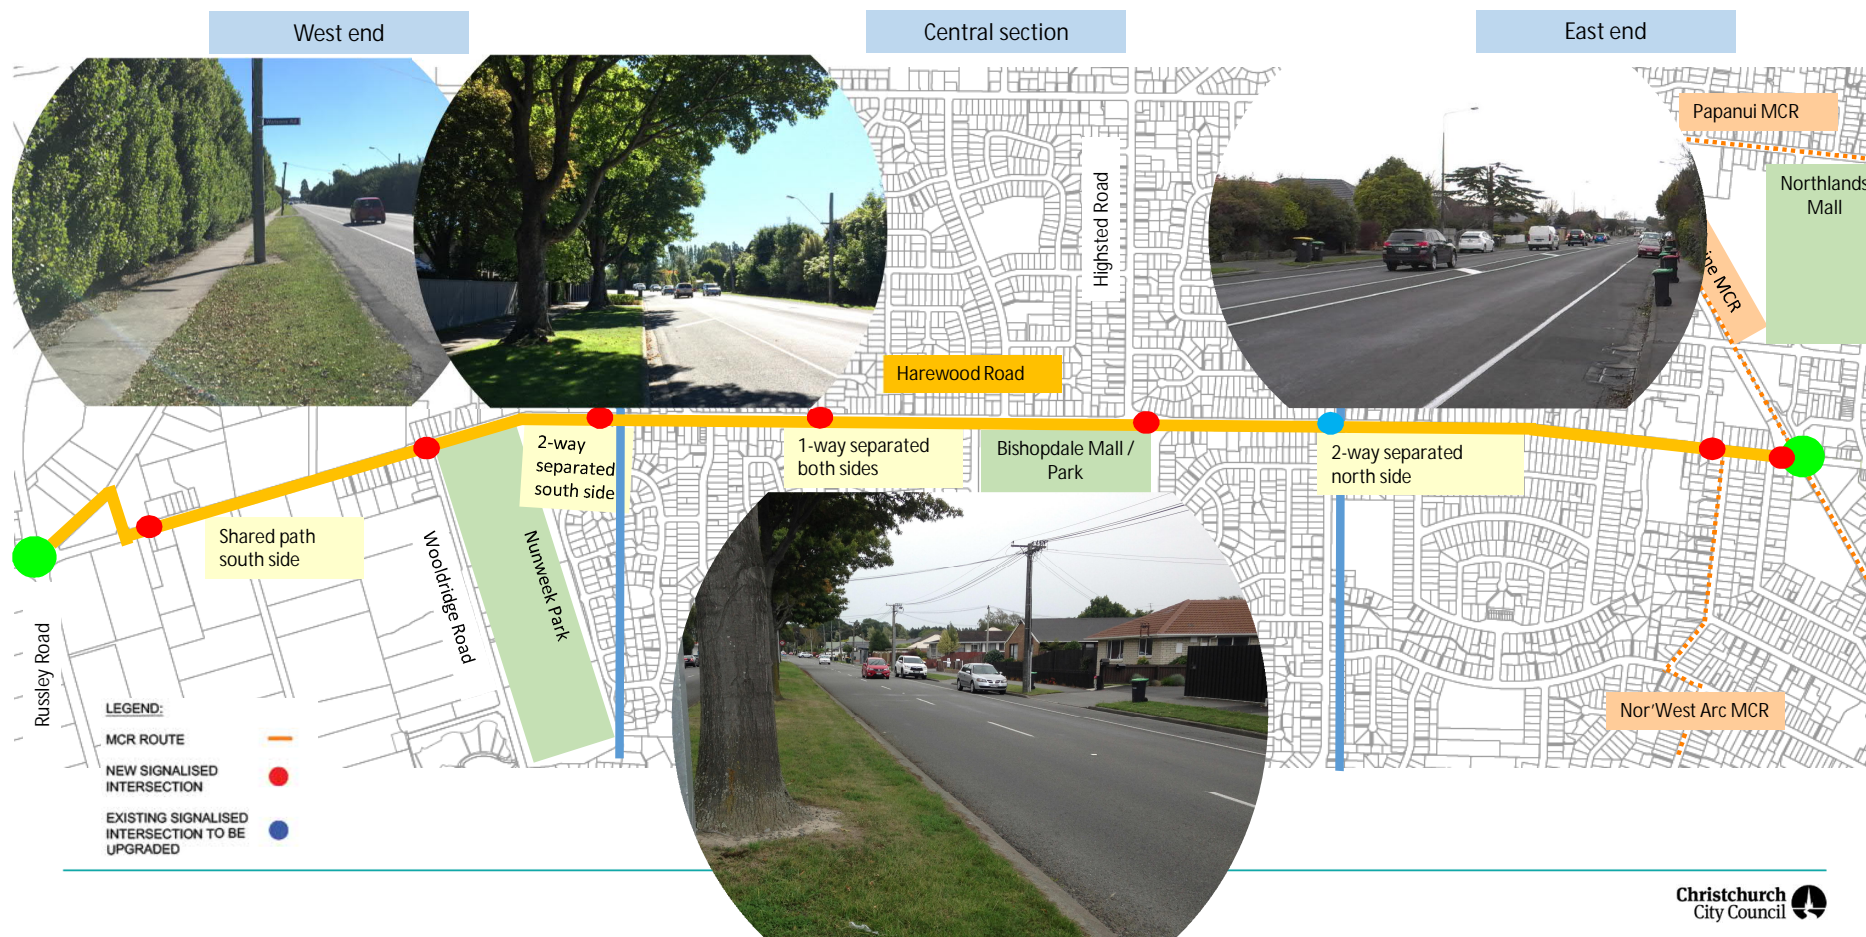 West end
Central section
East end
Papanui MCR
Northlands
Mall
ine MCR
Highsted Road
Harewood Road
2-way
separated
south side
1-way separated
both sides
Bishopdale Mall /
Park
2-way separated
north side
Shared path
south side
Wooldridge Road
Nunweek Park
Russley Road
Nor'West Arc MCR
LEGEND:
MCR ROUTE
NEW SIGNALISED
INTERSECTION
EXISTING SIGNALISED
INTERSECTION TO BE
UPGRADED
Christchurch
City Council